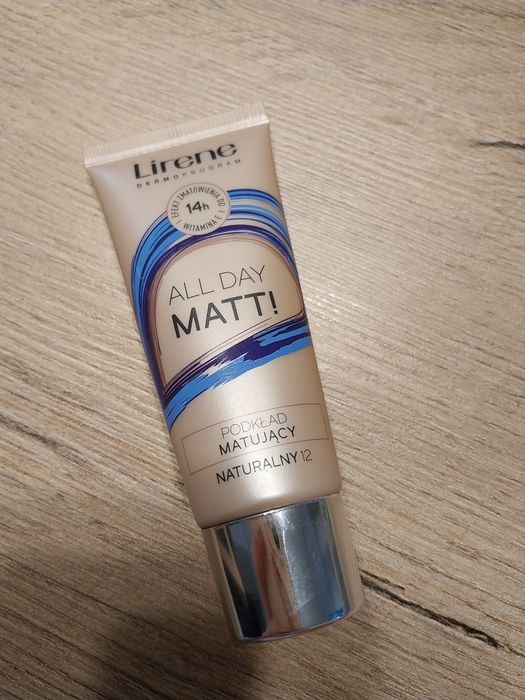 Lirene
DERMOPROGRAM
EFEKT ZMATOWIENIA DO
14h
| WITAMINA E |
ALL DAY
MATT!
PODKŁAD
MATUJĄCY
NATURALNY 12